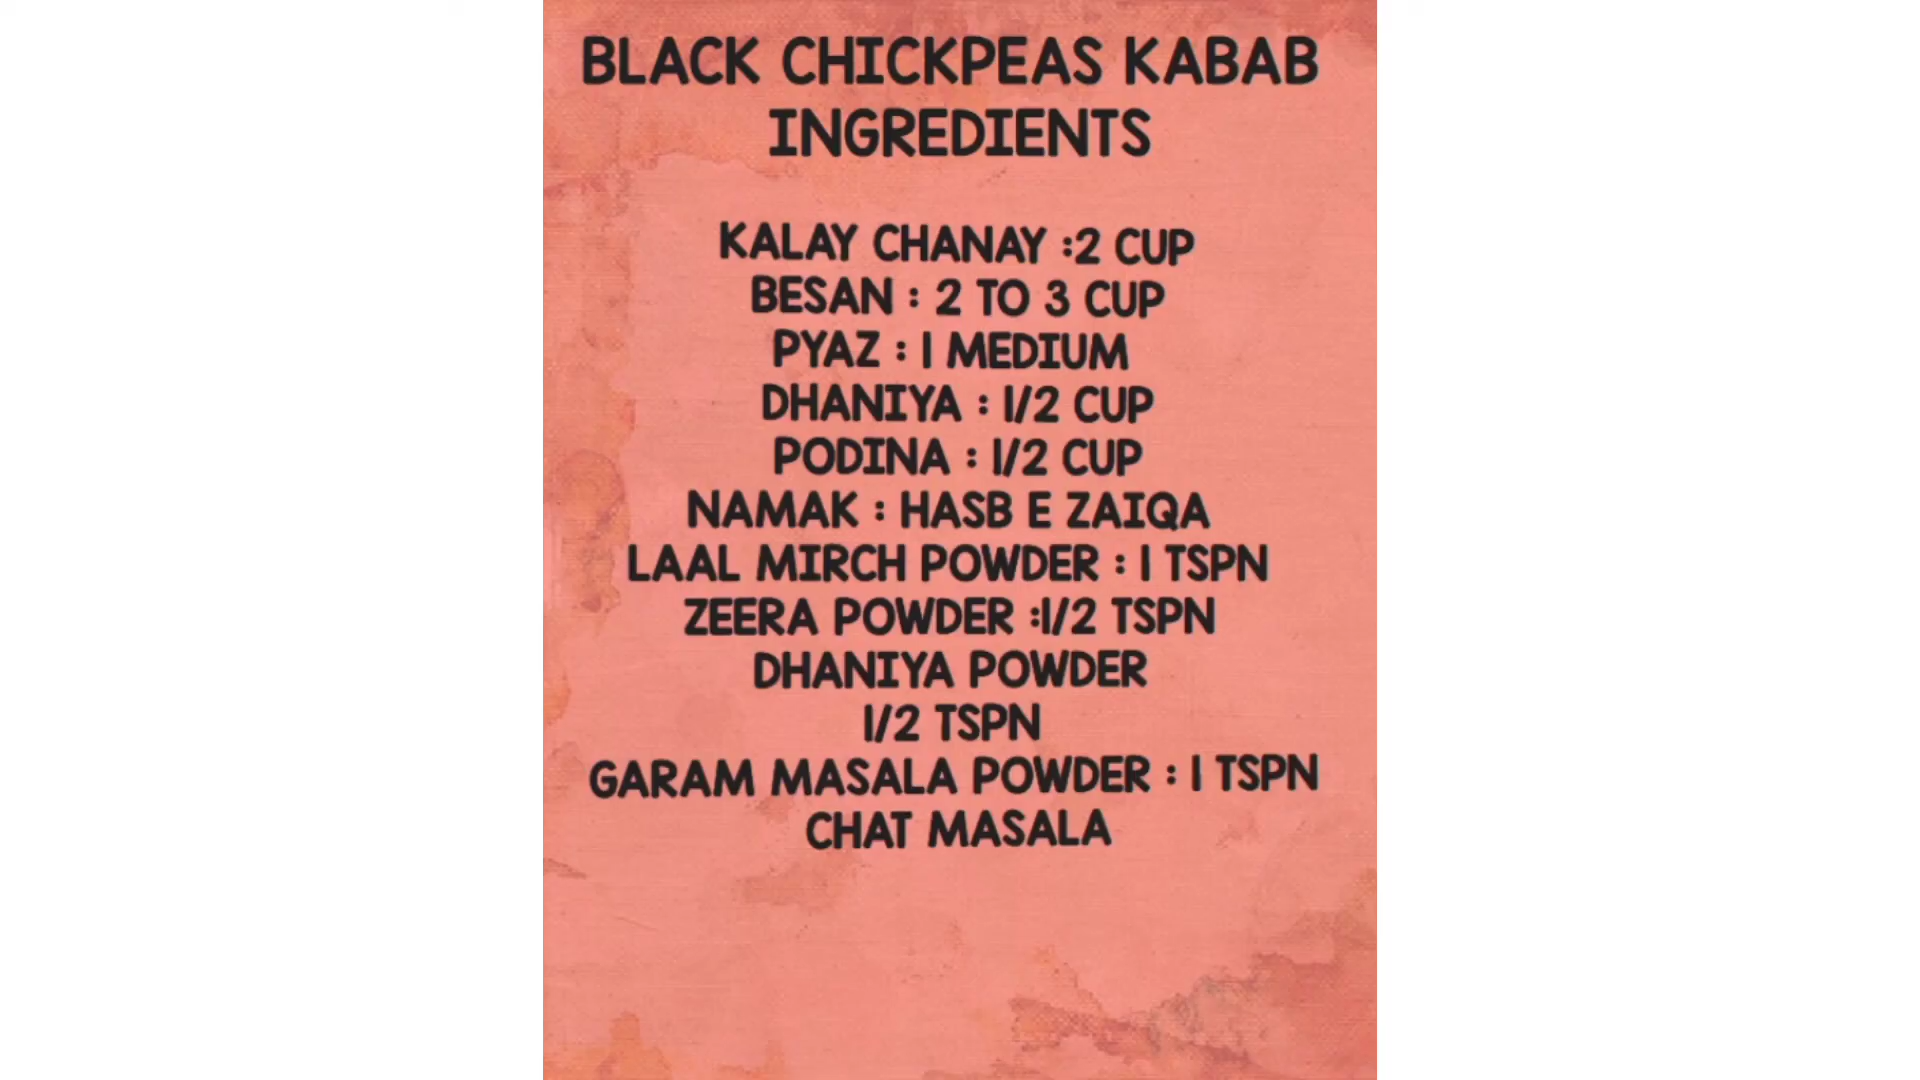 BLACK CHICKPEAS KABAB
INGREDIENTS
KALAY CHANAY :2 CUP
BESAN : 2 TO 3 CUP
PYAZ : 1 MEDIUM
DHANIYA : 1/2 CUP
PODINA : 1/2 CUP
NAMAK : HASB E ZAIQA
LAAL MIRCH POWDER : 1 TSPN
ZEERA POWDER :1/2 TSPN
DHANIYA POWDER
1/2 TSPN
GARAM MASALA POWDER : 1 TSPN
CHAT MASALA